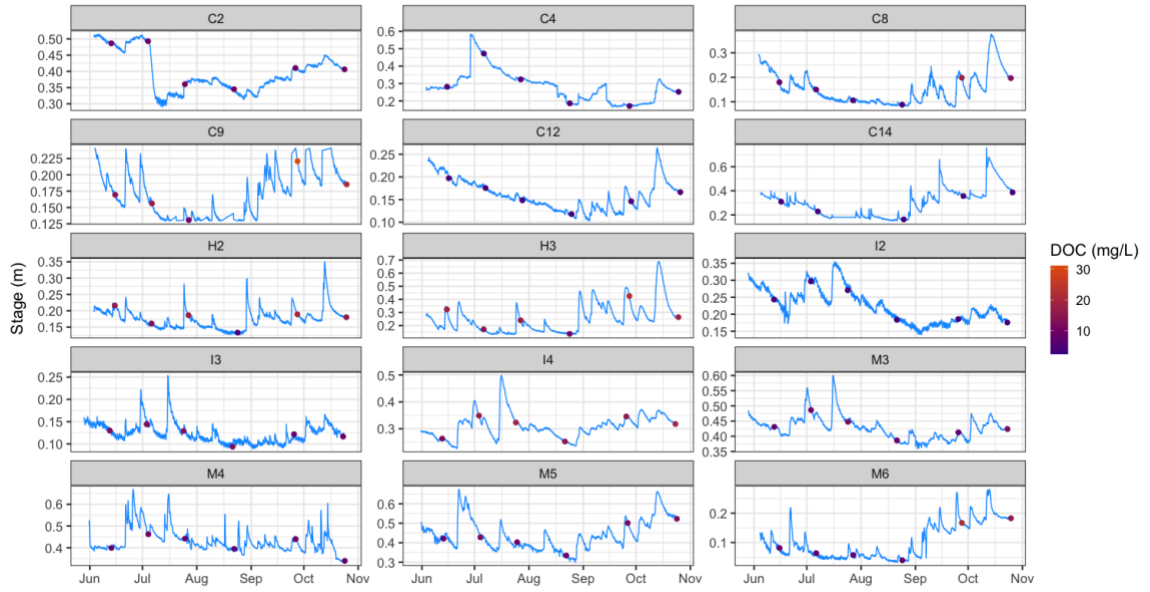 C2 C4 C8
0.50 0.45 0.40 0.35 0.30
0.6 0.5 0.4 0.3 0.2
0.3 0.2 0.1
C9 C12 C14
0.225 0.200 0.175 0.150 0.125
0.25 0.20 0.15 0.10
0.6 0.4 0.2
H2 H3 I2
0.35 0.30 0.25 0.20 0.15
0.7 0.6 0.5 0.4 0.3 0.2
0.35 0.30 0.25 0.20 0.15
Stage (m)
DOC (mg/L)
30
20
10
I3 I4 M3
0.25 0.20 0.15 0.10
0.5 0.4 0.3
0.60 0.55 0.50 0.45 0.40 0.35
M4 M5 M6
0.6 0.5 0.4
0.6 0.5 0.4 0.3
0.2 0.1
Jun Jul Aug Sep Oct Nov Jun Jul Aug Sep Oct Nov Jun Jul Aug Sep Oct Nov